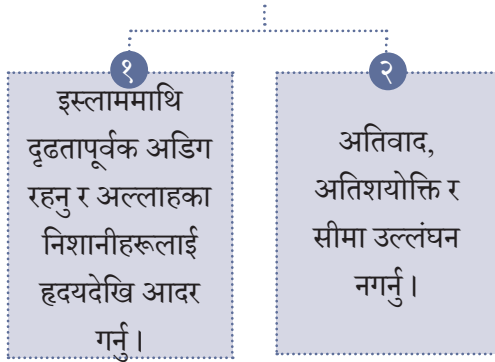 १
इस्लाममाथि
दृढतापूर्वक अडिग
रहनु र अल्लाहका
निशानीहरूलाई
हृदयदेखि आदर
गर्नु।
२
अतिवाद,
अतिशयोक्ति र
सीमा उल्लंघन
नगर्नु।